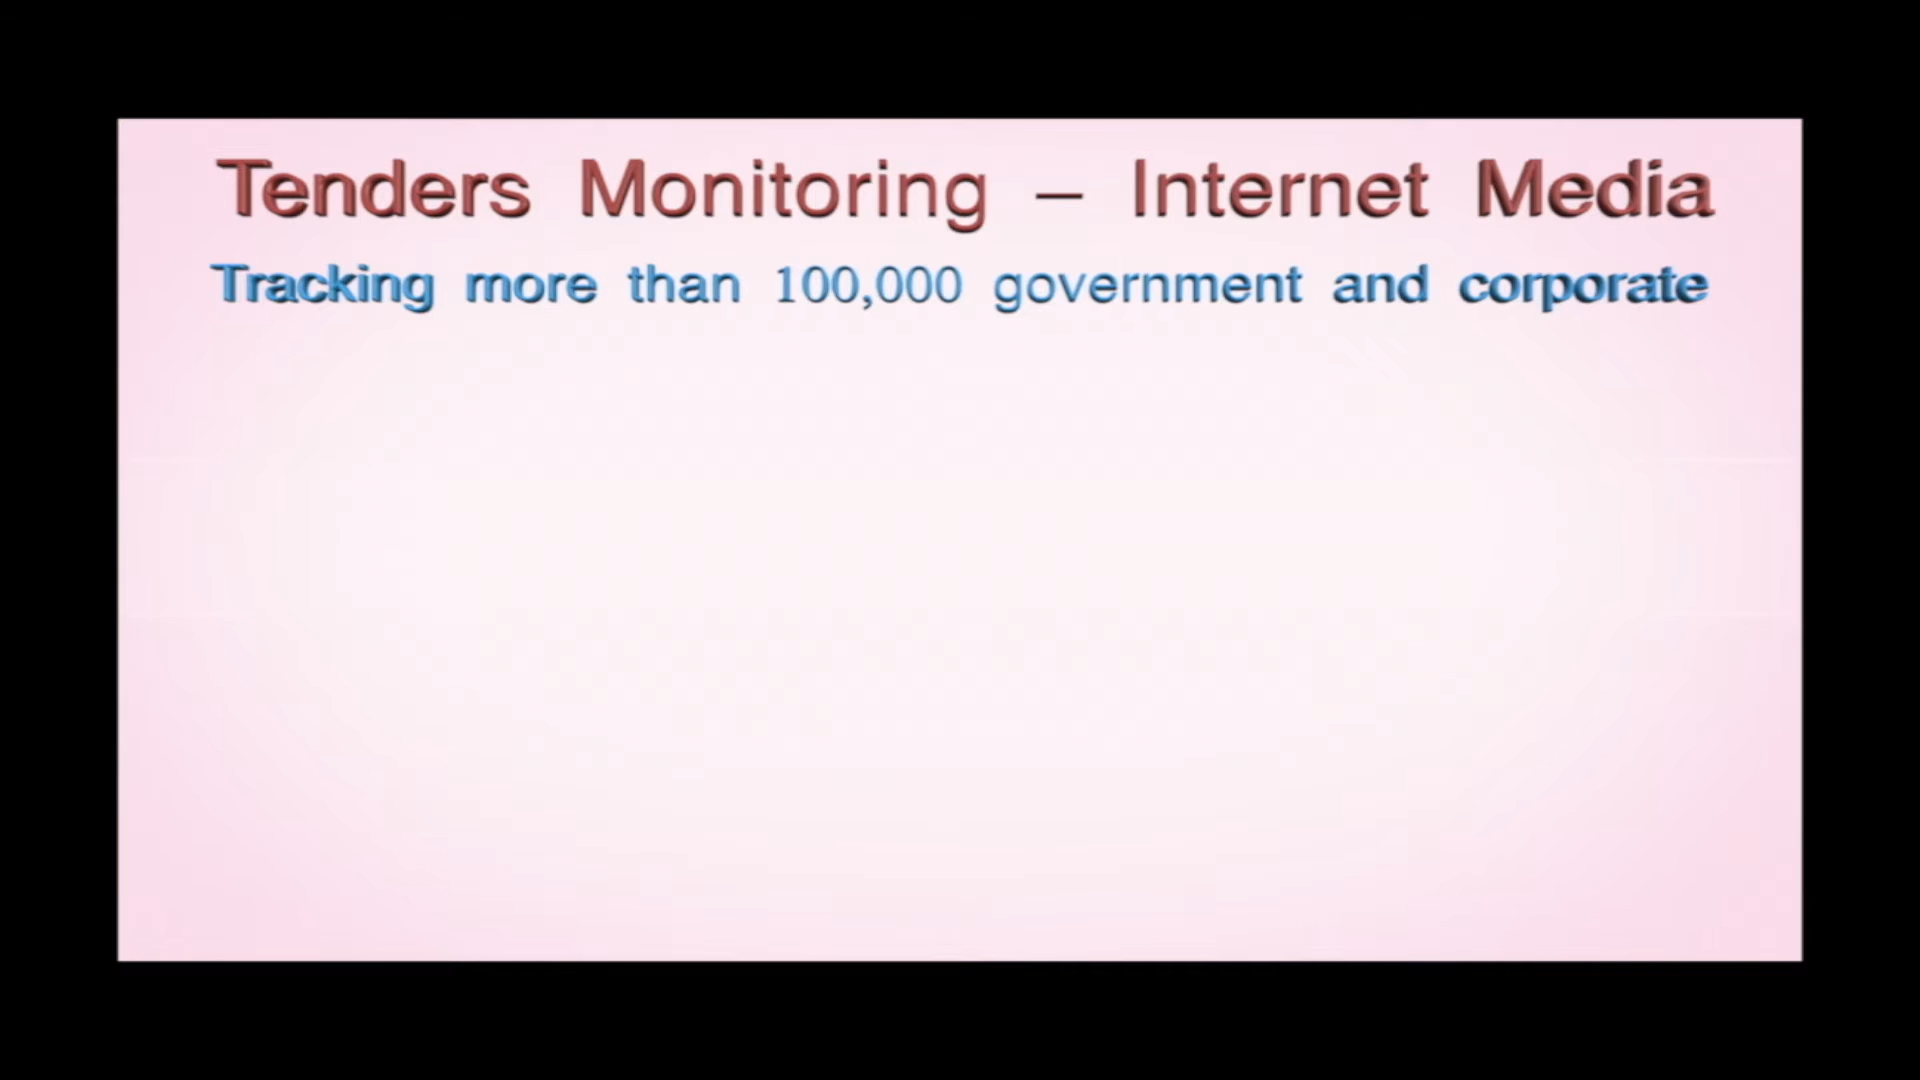 Tenders Monitoring – Internet Media
Tracking more than 100,000 government and corporate